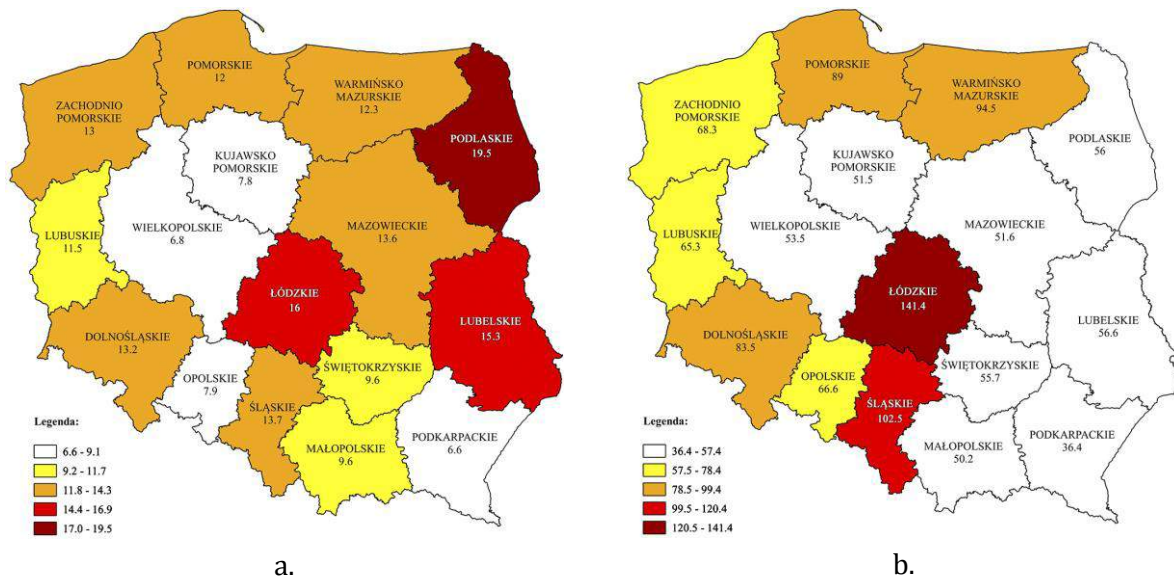 POMORSKIE
12
WARMIŃSKO
MAZURSKIE
12.3
ZACHODNIO
POMORSKIE
13
PODLASKIE
19.5
KUJAWSKO
POMORSKIE
7.8
LUBUSKIE
11.5
WIELKOPOLSKIE
6.8
MAZOWIECKIE
13.6
ŁÓDZKIE
16
LUBELSKIE
15.3
DOLNOŚLĄSKIE
13.2
OPOLSKIE
7.9
ŚWIĘTOKRZYSKIE
9.6
ŚLĄSKIE
13.7
MAŁOPOLSKIE
9.6
PODKARPACKIE
6.6
Legenda:
6.6 - 9.1
9.2 - 11.7
11.8 - 14.3
14.4 - 16.9
17.0 - 19.5
a.
POMORSKIE
89
WARMIŃSKO
MAZURSKIE
94.5
ZACHODNIO
POMORSKIE
68.3
PODLASKIE
56
KUJAWSKO
POMORSKIE
51.5
LUBUSKIE
65.3
WIELKOPOLSKIE
53.5
MAZOWIECKIE
51.6
ŁÓDZKIE
141.4
LUBELSKIE
56.6
DOLNOŚLĄSKIE
83.5
OPOLSKIE
66.6
ŚWIĘTOKRZYSKIE
55.7
ŚLĄSKIE
102.5
MAŁOPOLSKIE
50.2
PODKARPACKIE
36.4
Legenda:
36.4 - 57.4
57.5 - 78.4
78.5 - 99.4
99.5 - 120.4
120.5 - 141.4
b.